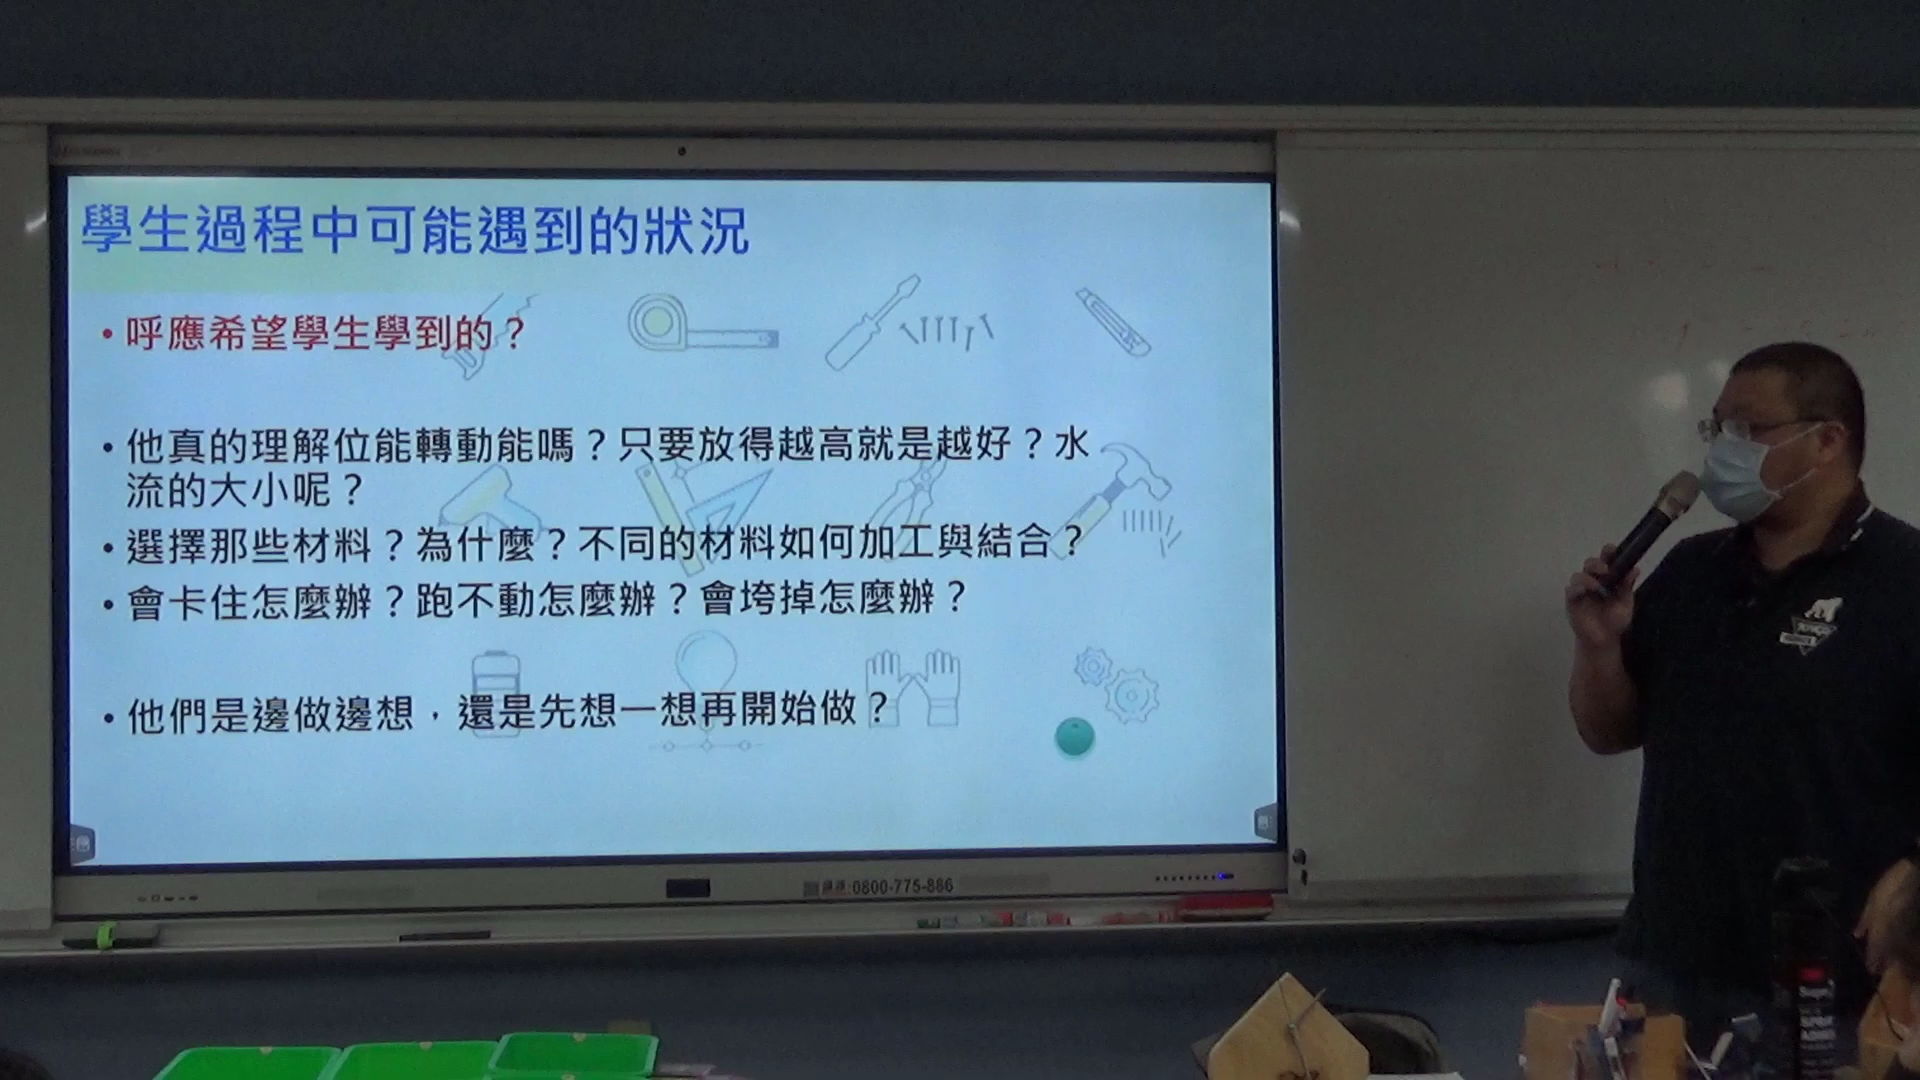 學生過程中可能遇到的狀況
• 呼應希望學生學到的？
• 他真的理解位能轉動能嗎？只要放得越高就是越好？水
流的大小呢？
• 選擇那些材料？為什麼？不同的材料如何加工與結合？
• 會卡住怎麼辦？跑不動怎麼辦？會垮掉怎麼辦？
• 他們是邊做邊想，還是先想一想再開始做？
:0800-775-886